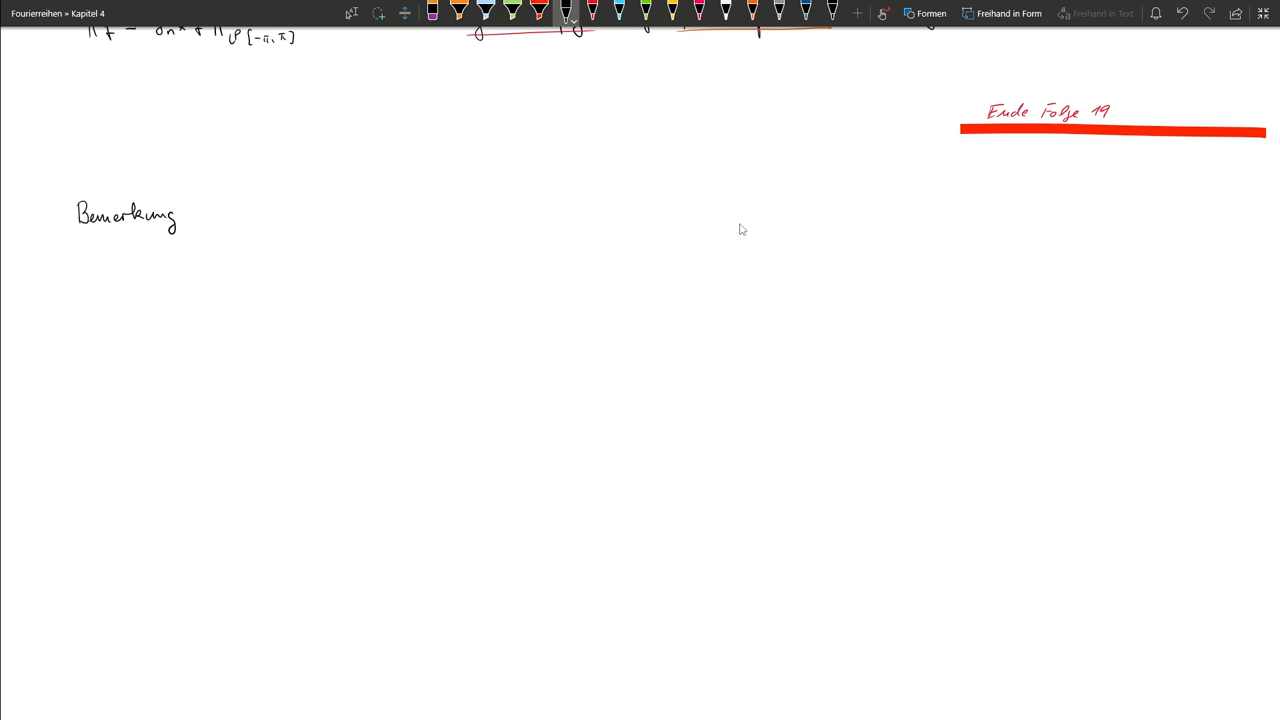 Fourierreihen » Kapitel 4
Formen
Freihand in Form
Freihand in Text
[-π, π]
Ende Folge 19
Bemerkung